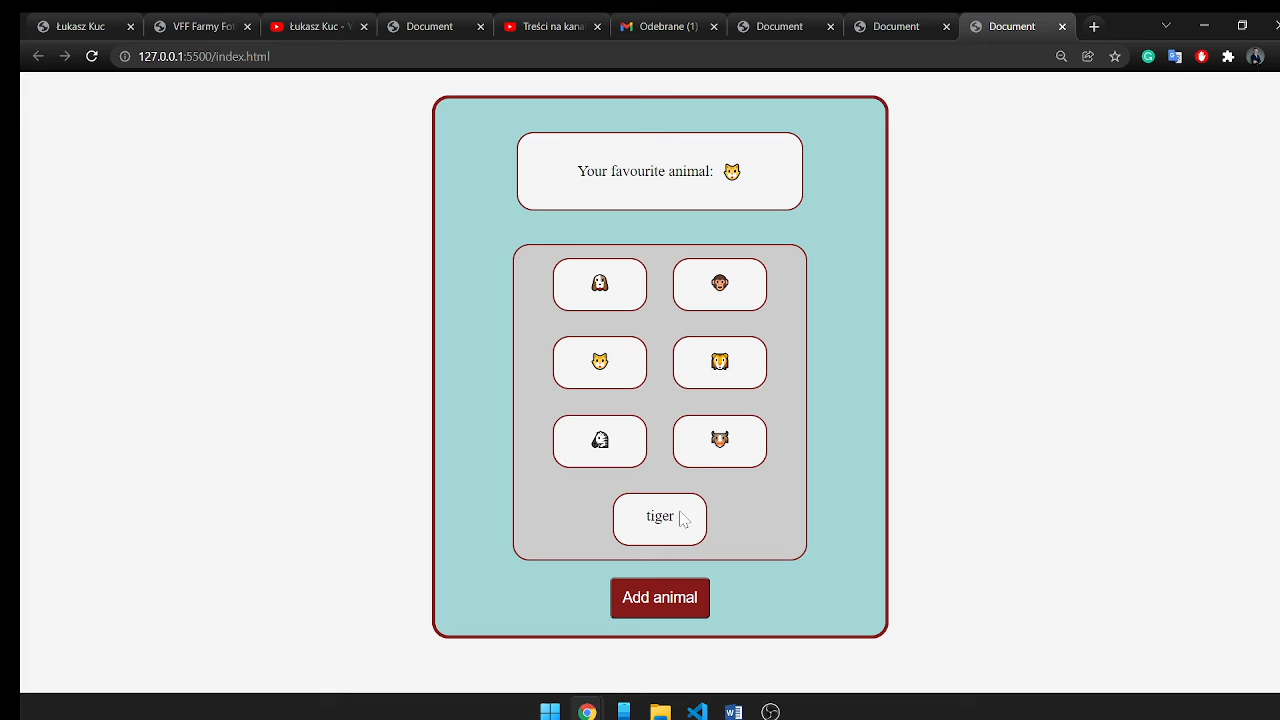 Łukasz Kuc
VFF Farmy Fot
Łukasz Kuc - Y
Document
Treści na kana
Odebrane (1)
Document
Document
Document
127.0.0.1:5500/index.html
Your favourite animal: 🐱
tiger
Add animal